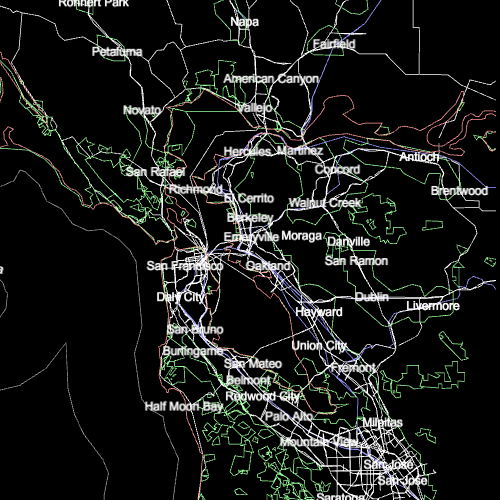 Rohnert Park
Napa
Petaluma
Fairfield
American Canyon
Novato
Vallejo
Hercules
Martinez
Antioch
San Rafael
Concord
Richmond
Brentwood
El Cerrito
Walnut Creek
Berkeley
Emeryville
Moraga
Danville
San Francisco
Oakland
San Ramon
Daly City
Dublin
Livermore
Hayward
San Bruno
Union City
Burlingame
San Mateo
Fremont
Belmont
Redwood City
Half Moon Bay
Palo Alto
Milpitas
Mountain View
San Jose
San Jose
Saratoga